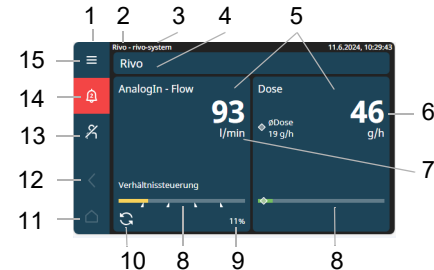 1 2 3 4 5
Rivo - rivo-system 11.6.2024, 10:29:43
15 Rivo
AnalogIn - Flow Dose
14 2 93 46 6
øDose
13 l/min 19 g/h g/h
7
12 Verhältnissteuerung
11 11%
10 8 9 8